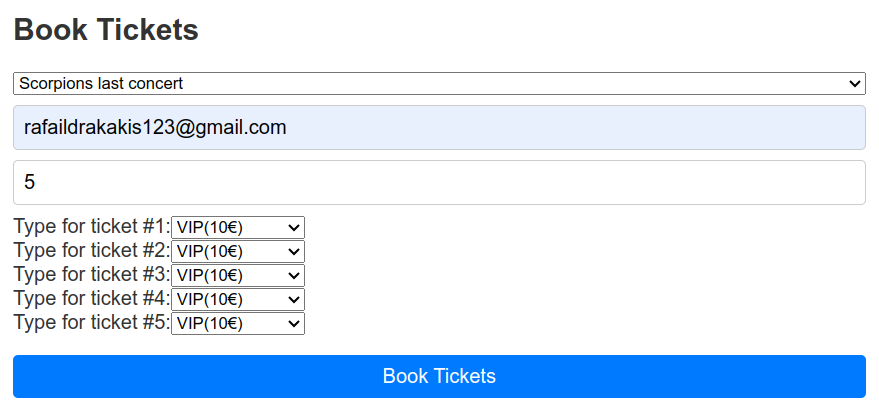 Book Tickets
Scorpions last concert
rafaildrakakis123@gmail.com
5
Type for ticket #1: VIP(10€)
Type for ticket #2: VIP(10€)
Type for ticket #3: VIP(10€)
Type for ticket #4: VIP(10€)
Type for ticket #5: VIP(10€)
Book Tickets